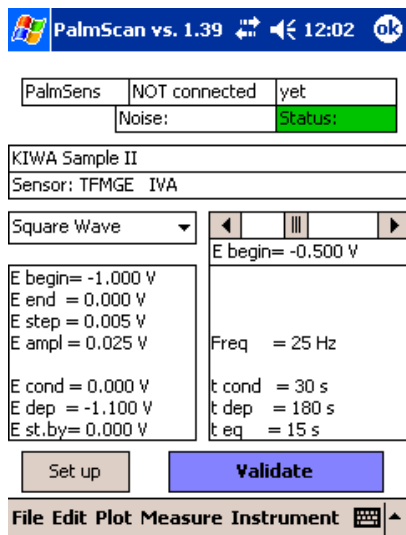 PalmScan vs. 1.39 12:02 ok
PalmSens NOT connected yet
Noise: Status:
KIWA Sample II
Sensor: TFMGE IVA
Square Wave
E begin= -0.500 V
E begin= -1.000 V
E end = 0.000 V
E step = 0.005 V
E ampl = 0.025 V Freq = 25 Hz
E cond = 0.000 V t cond = 30 s
E dep = -1.100 V t dep = 180 s
E st.by= 0.000 V t eq = 15 s
Set up Validate
File Edit Plot Measure Instrument